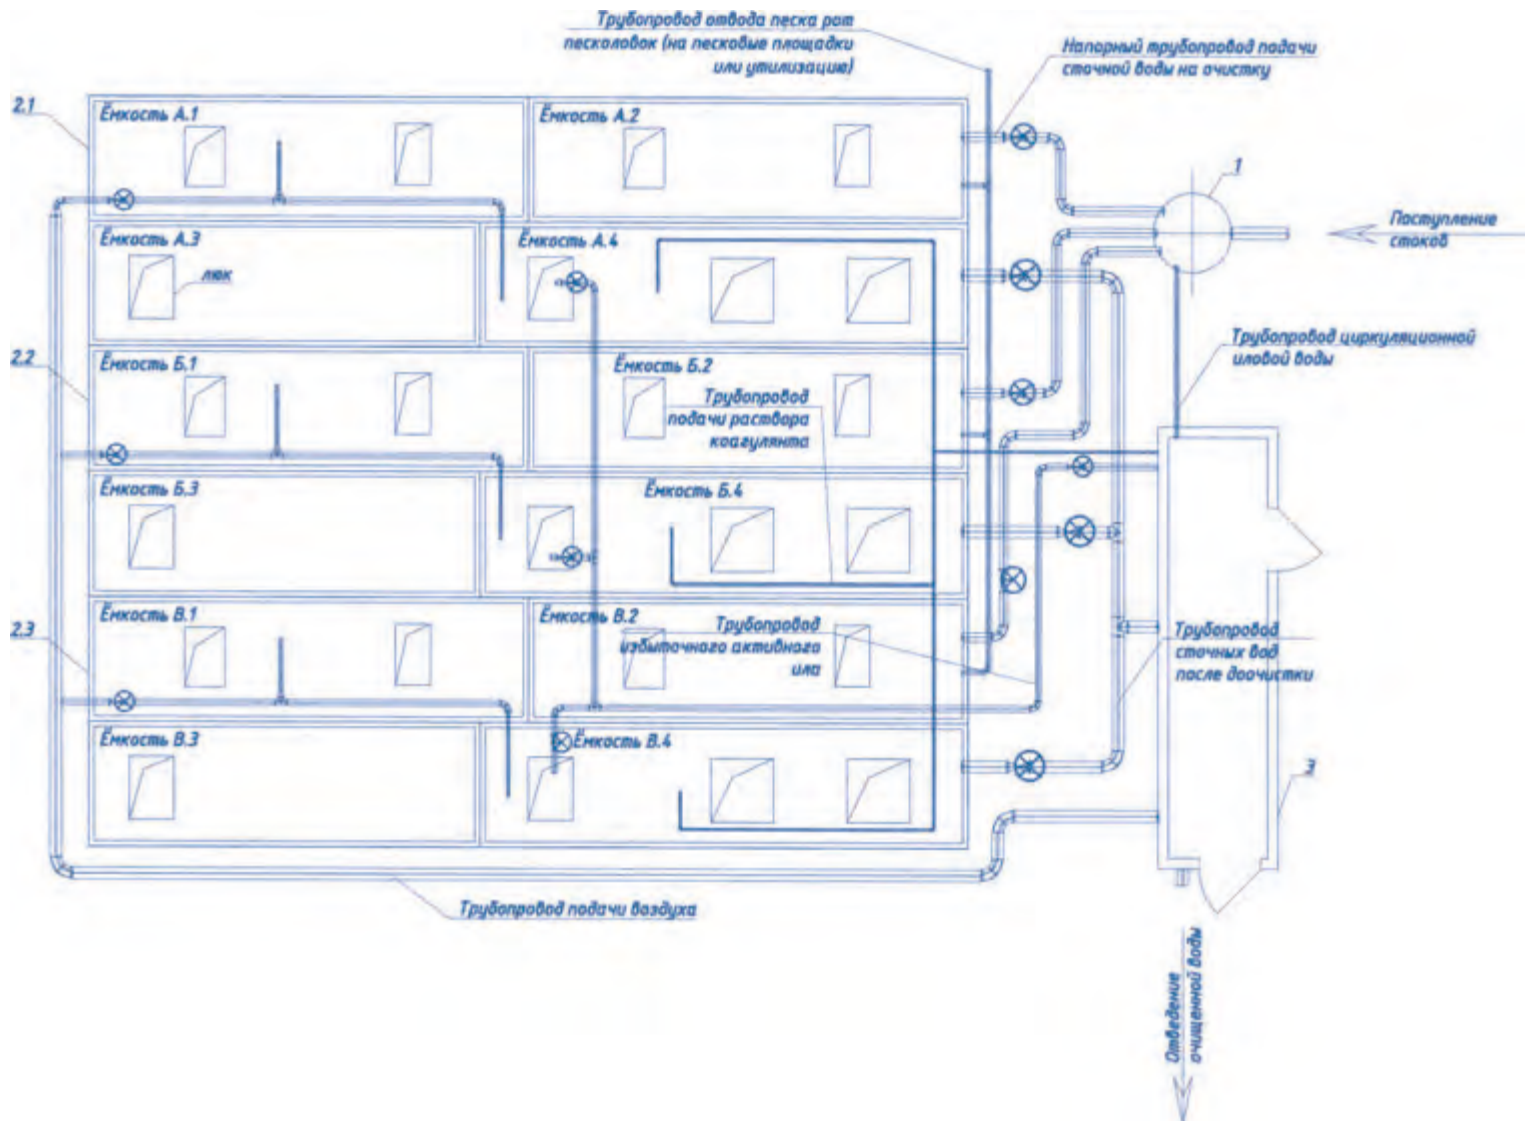 Трубопровод отвода песка рот
песколовок (на песковые площадки
или утилизацию)
Напорный трубопровод подачи
сточной воды на очистку
2.1
Ёмкость А.1
Ёмкость А.2
1
Поступление
стоков
Ёмкость А.3
Ёмкость А.4
люк
Трубопровод циркуляционной
иловой воды
2.2
Ёмкость Б.1
Ёмкость Б.2
Трубопровод
подачи раствора
коагулянта
Ёмкость Б.3
Ёмкость Б.4
2.3
Ёмкость В.1
Ёмкость В.2
Трубопровод
избыточного активного
ила
Трубопровод
сточных вод
после доочистки
Ёмкость В.3
Ёмкость В.4
3
Трубопровод подачи воздуха
Отведение
очищенной воды